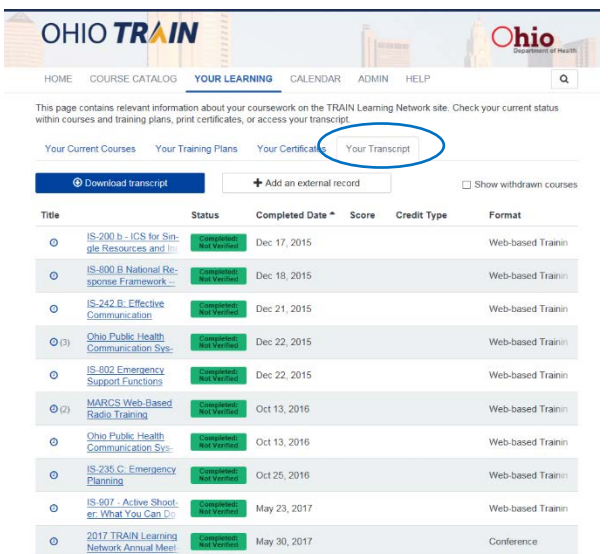 OHIO TRAIN
Ohio
Department of Health
HOME COURSE CATALOG YOUR LEARNING CALENDAR ADMIN HELP
This page contains relevant information about your coursework on the TRAIN Learning Network site. Check your current status
within courses and training plans, print certificates, or access your transcript.
Your Current Courses Your Training Plans Your Certificates Your Transcript
Download transcript + Add an external record Show withdrawn courses
Title Status Completed Date Score Credit Type Format
IS-200 b - ICS for Sin-
gle Resources and Ini
Completed:
Not Verified
Dec 17, 2015
Web-based Trainin
IS-800.B National Re-
sponse Framework --
Completed:
Not Verified
Dec 18, 2015
Web-based Trainin
IS-242 B: Effective
Communication
Completed:
Not Verified
Dec 21, 2015
Web-based Trainin
(3)
Ohio Public Health
Communication Sys-
Completed:
Not Verified
Dec 22, 2015
Web-based Trainin
IS-802 Emergency
Support Functions
Completed:
Not Verified
Dec 22, 2015
Web-based Trainin
(2)
MARCS Web-Based
Radio Training
Completed:
Not Verified
Oct 13, 2016
Web-based Trainin
Ohio Public Health
Communication Sys-
Completed:
Not Verified
Oct 13, 2016
Web-based Trainin
IS-235.C: Emergency
Planning
Completed:
Not Verified
Oct 25, 2016
Web-based Trainin
IS-907 - Active Shoot-
er: What You Can Do
Completed:
Not Verified
May 23, 2017
Web-based Trainin
2017 TRAIN Learning
Network Annual Meet-
Completed:
Not Verified
May 30, 2017
Conference